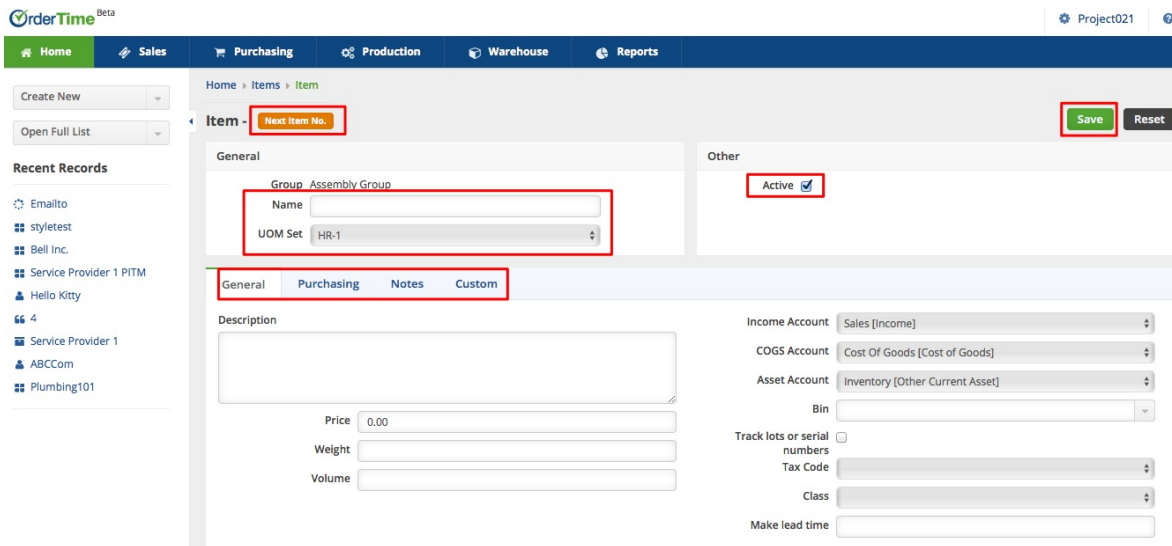 OrderTime Beta
Project021
Home Sales Purchasing Production Warehouse Reports
Create New
Open Full List
Recent Records
Emailto
styletest
Bell Inc.
Service Provider 1 PITM
Hello Kitty
4
Service Provider 1
ABCCom
Plumbing101
Home Items Item
Item - Next Item No.
Save Reset
General
Group Assembly Group
Name
UOM Set HR-1
Other
Active
General Purchasing Notes Custom
Description
Price 0.00
Weight
Volume
Income Account Sales [Income]
COGS Account Cost Of Goods [Cost of Goods]
Asset Account Inventory [Other Current Asset]
Bin
Track lots or serial
numbers
Tax Code
Class
Make lead time